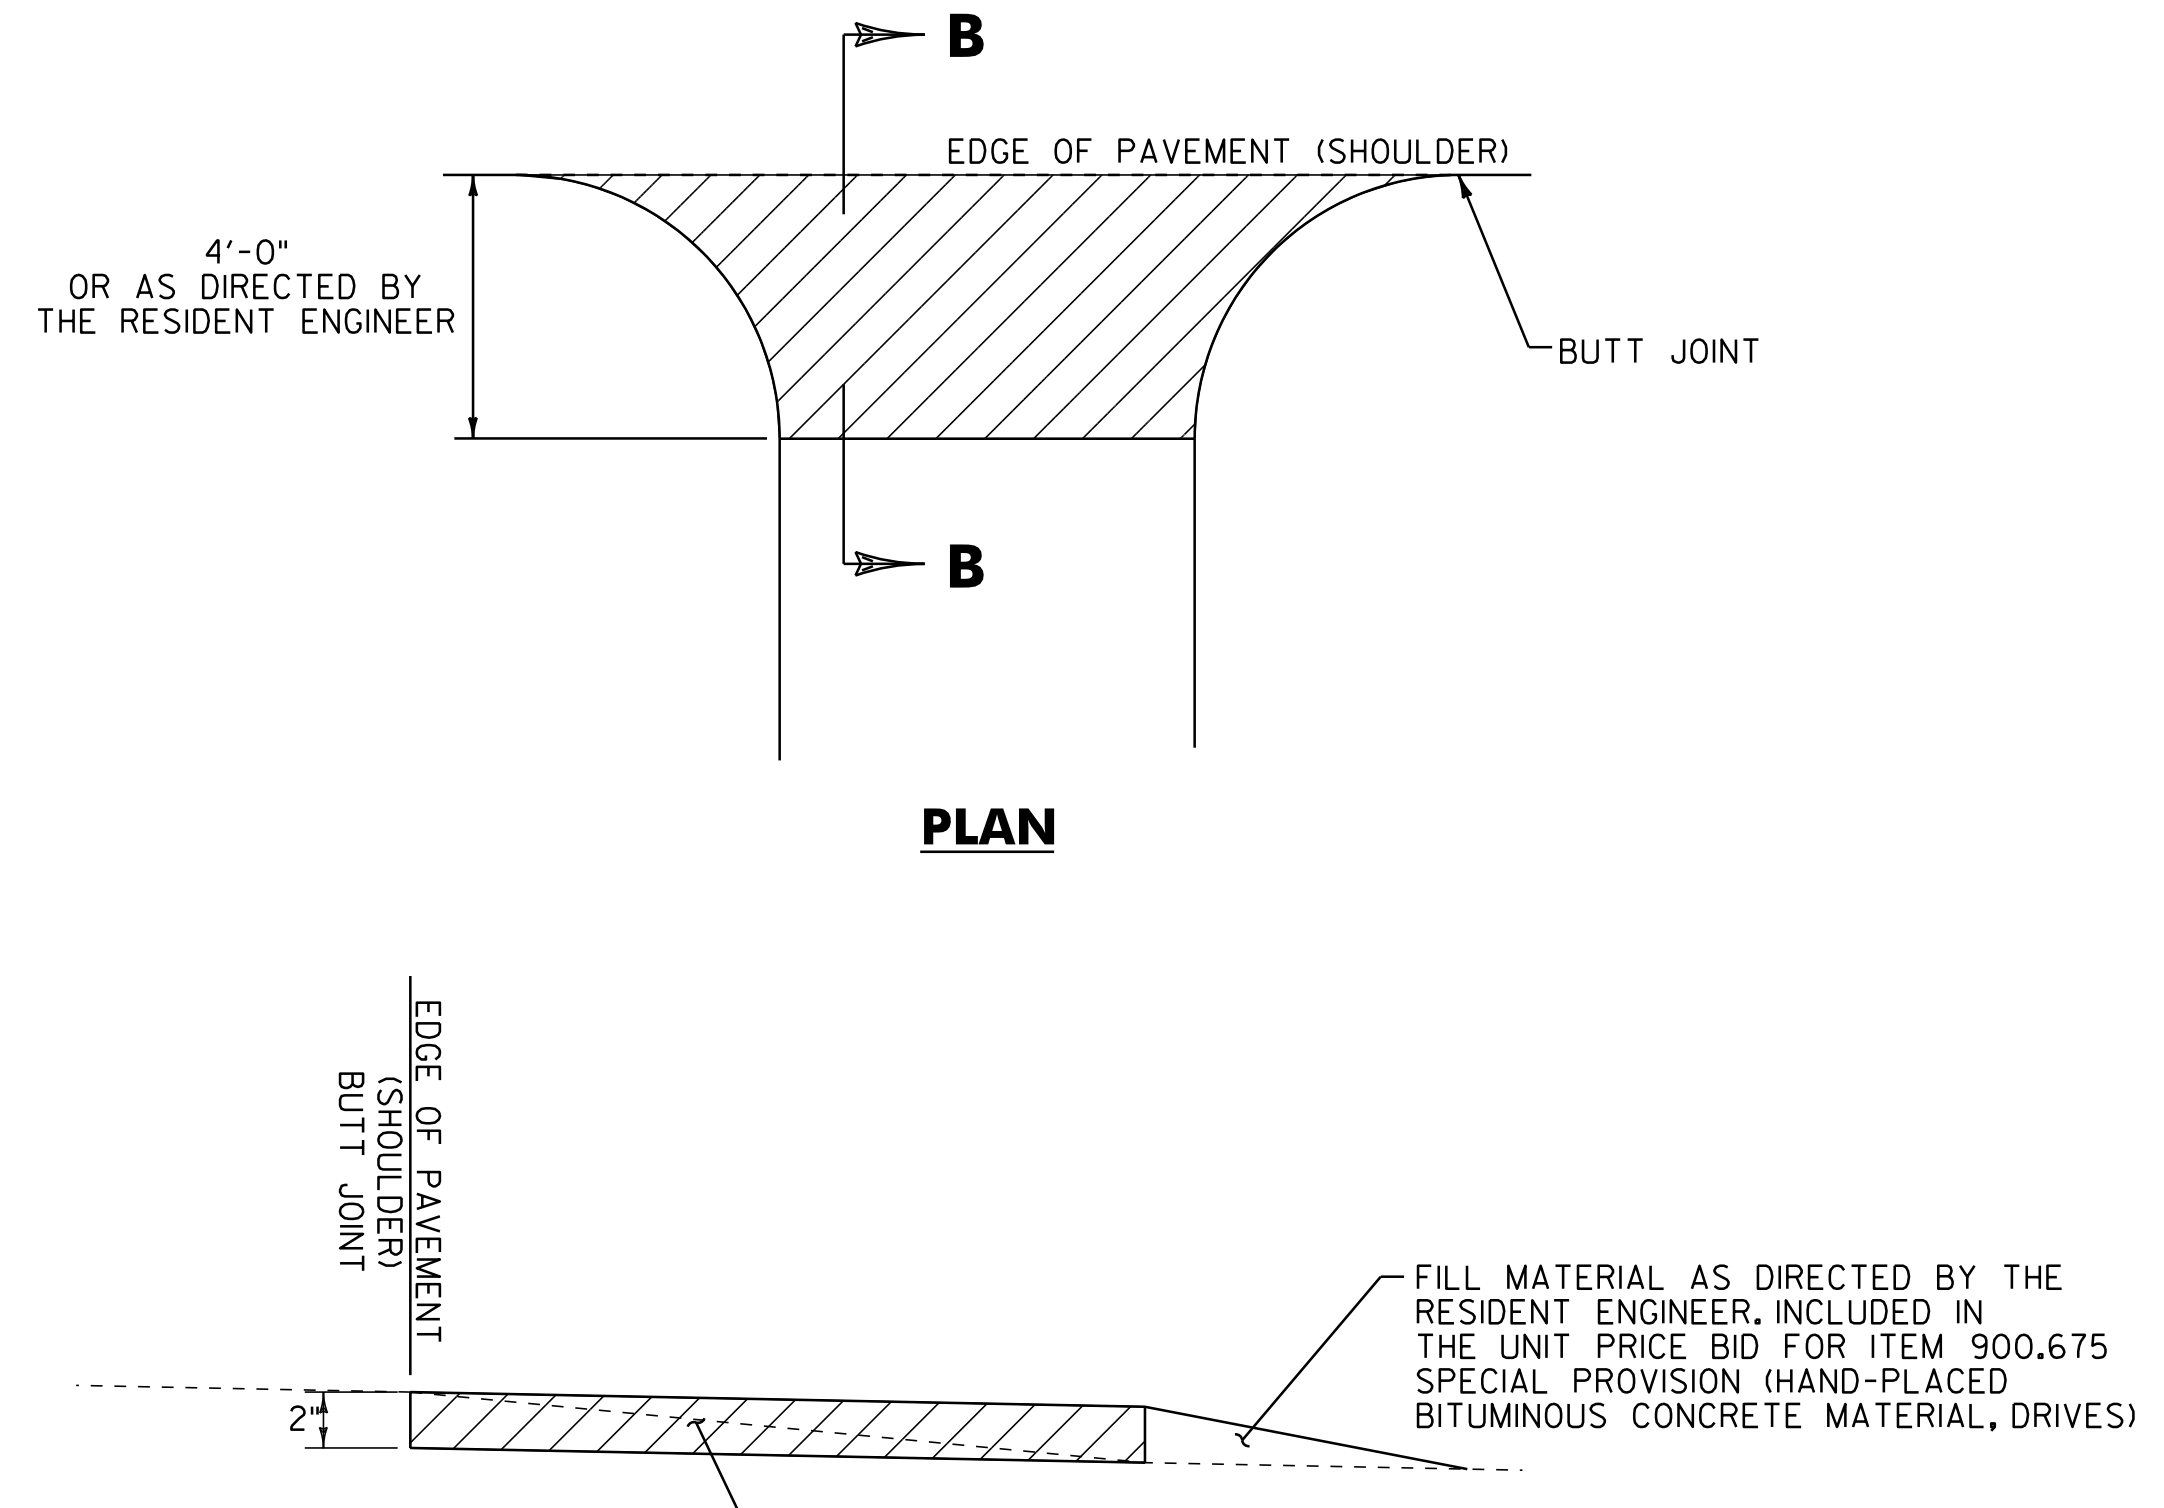 B
EDGE OF PAVEMENT (SHOULDER)
4'-0"
OR AS DIRECTED BY
THE RESIDENT ENGINEER
BUTT JOINT
B
PLAN
EDGE OF PAVEMENT
(SHOULDER)
BUTT JOINT
FILL MATERIAL AS DIRECTED BY THE
RESIDENT ENGINEER. INCLUDED IN
THE UNIT PRICE BID FOR ITEM 900.675
SPECIAL PROVISION (HAND-PLACED
BITUMINOUS CONCRETE MATERIAL, DRIVES)
2"